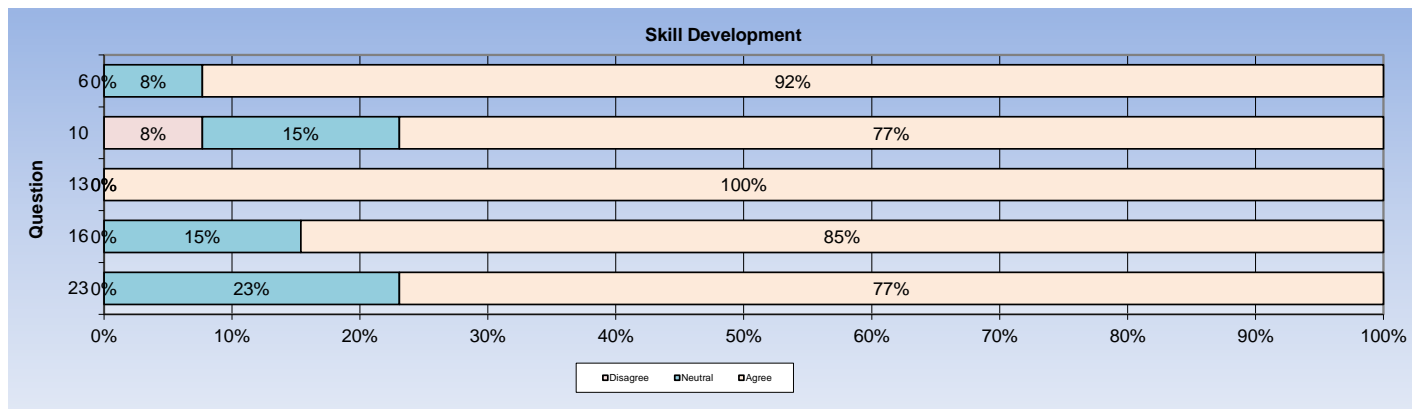 Skill Development
Question
6 0% 8% 92%
10 8% 15% 77%
13 0% 0% 100%
16 0% 15% 85%
23 0% 23% 77%
0% 10% 20% 30% 40% 50% 60% 70% 80% 90% 100%
Disagree Neutral Agree